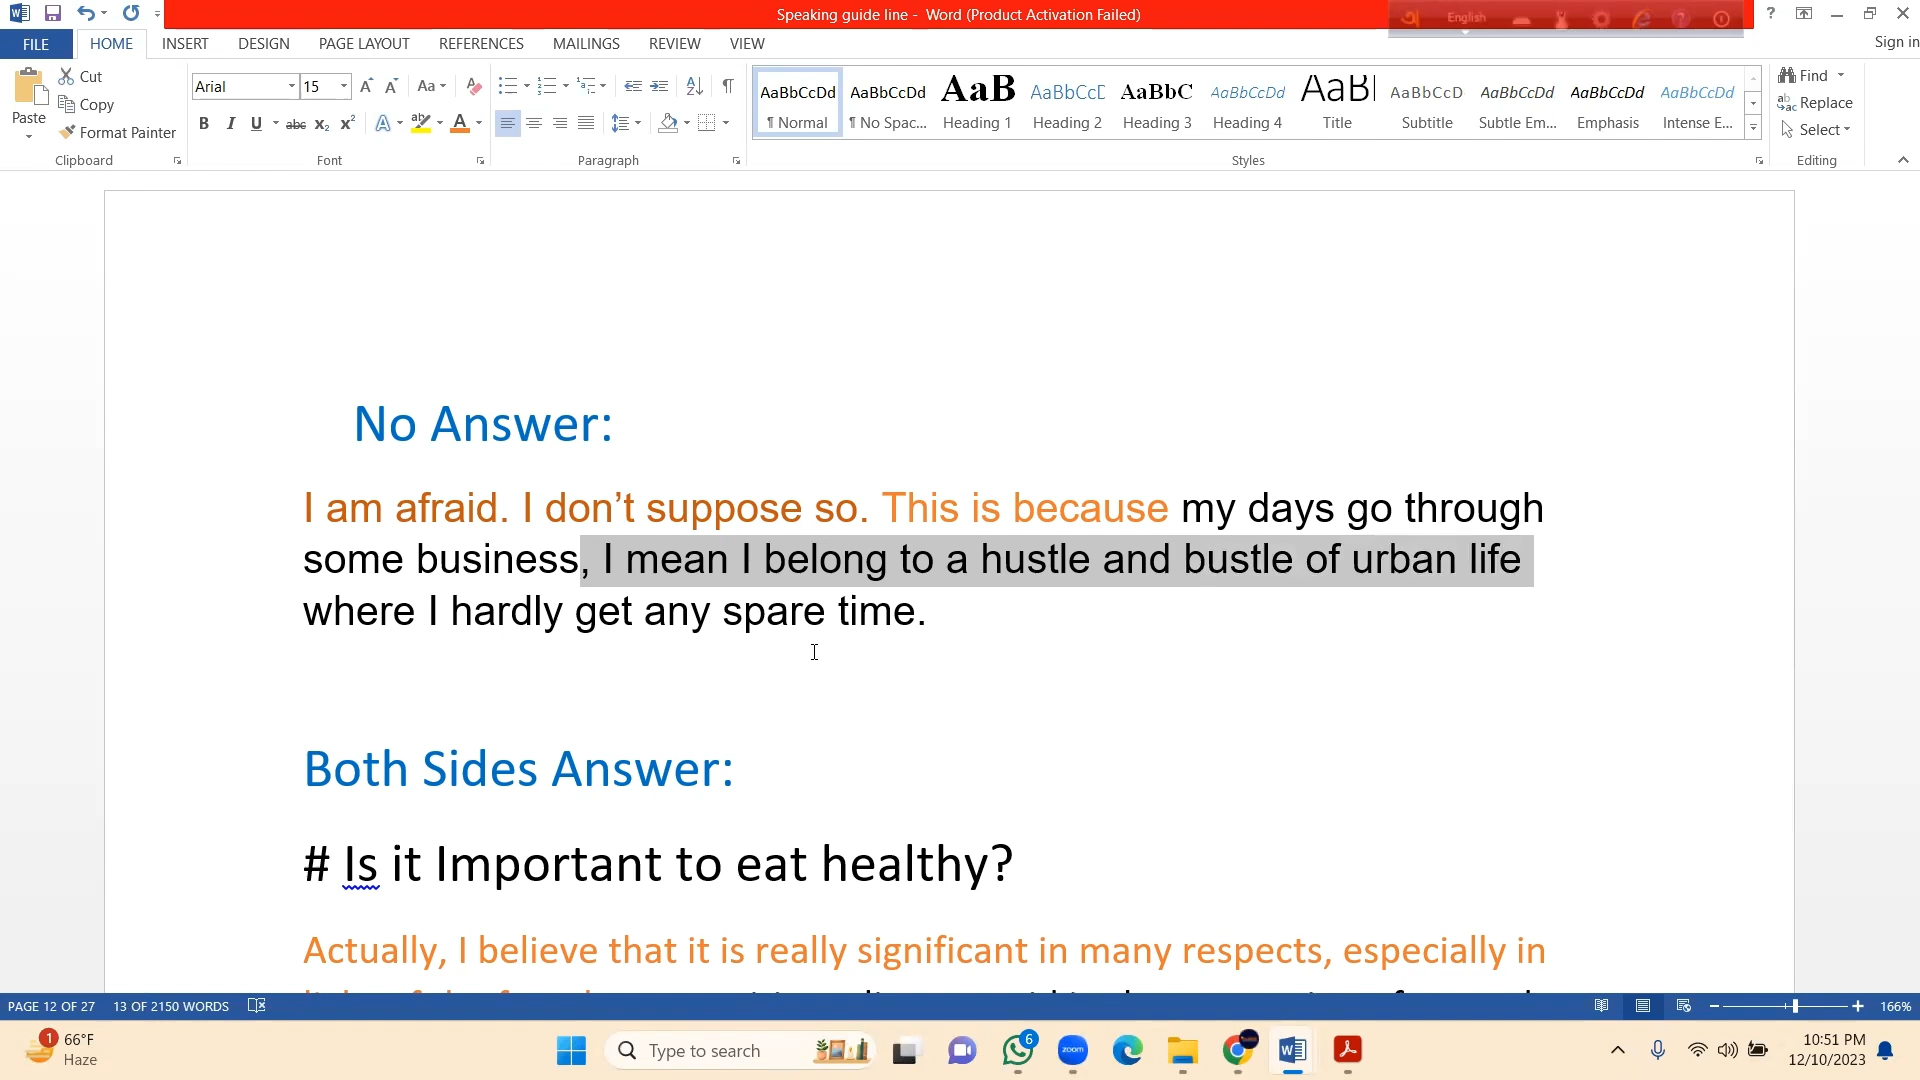 Speaking guide line - Word (Product Activation Failed)
English
FILE HOME INSERT DESIGN PAGE LAYOUT REFERENCES MAILINGS REVIEW VIEW Sign in
Paste
Cut
Copy
Format Painter
Clipboard
Arial 15
Font
Paragraph
AaBbCcDd AaBbCcDd AaB AaBbCcD AaBbC AaBbCcDd AaB AaBbCcD AaBbCcDd AaBbCcDd AaBbCcDd
¶ Normal ¶ No Spac... Heading 1 Heading 2 Heading 3 Heading 4 Title Subtitle Subtle Em... Emphasis Intense E...
Styles
Find
Replace
Select
Editing
No Answer:
I am afraid. I don’t suppose so. This is because my days go through
some business, I mean I belong to a hustle and bustle of urban life
where I hardly get any spare time.
Both Sides Answer:
# Is it Important to eat healthy?
Actually, I believe that it is really significant in many respects, especially in
PAGE 12 OF 27 13 OF 2150 WORDS 166%
1 66°F
Haze
Type to search
6
zoom
10:51 PM
12/10/2023